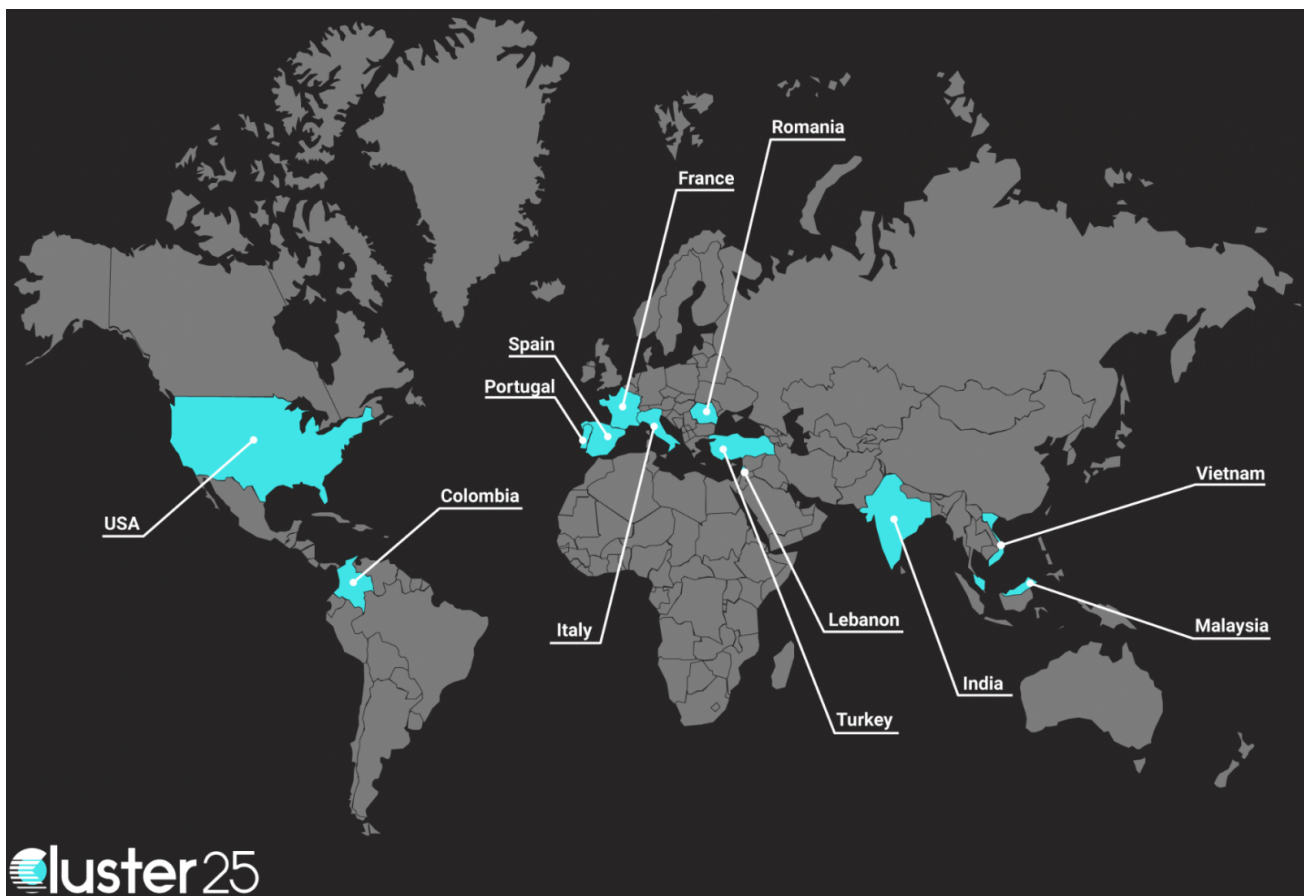 Romania
France
Spain
Portugal
Vietnam
Colombia
USA
Lebanon
Italy
Malaysia
India
Turkey
Cluster25